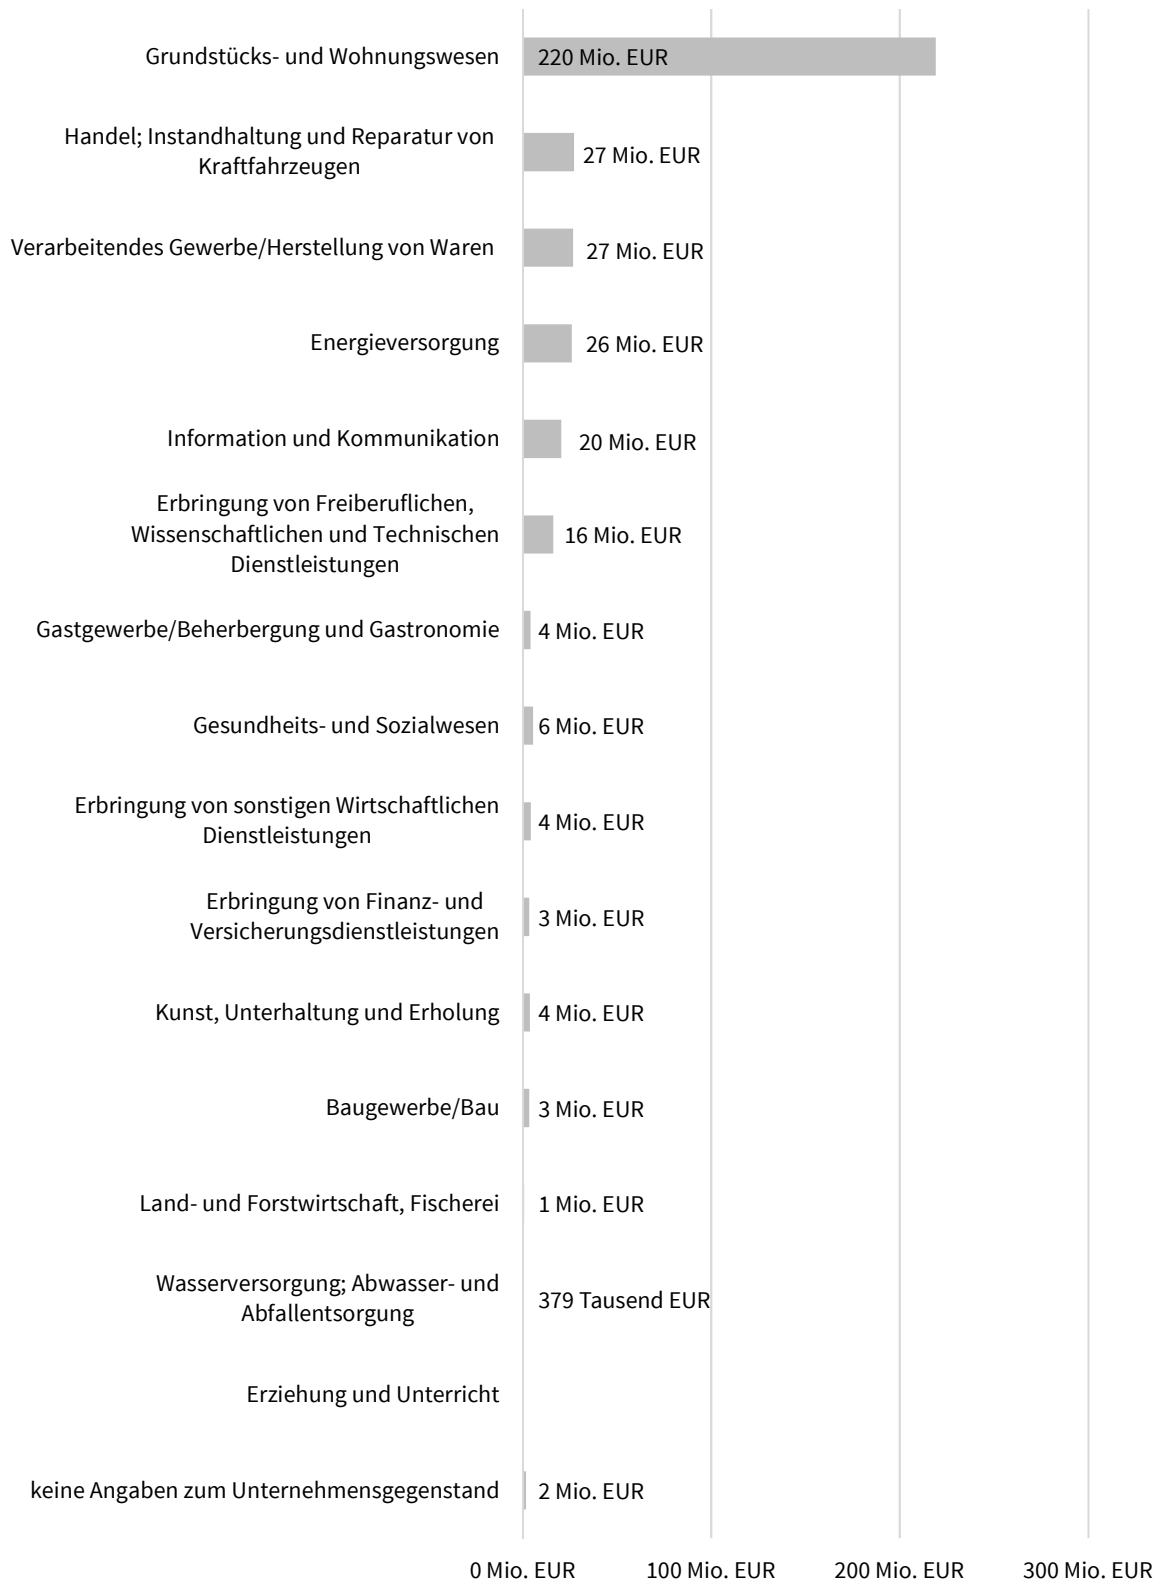 Grundstücks- und Wohnungswesen
220 Mio. EUR
Handel; Instandhaltung und Reparatur von
Kraftfahrzeugen
27 Mio. EUR
Verarbeitendes Gewerbe/Herstellung von Waren
27 Mio. EUR
Energieversorgung
26 Mio. EUR
Information und Kommunikation
20 Mio. EUR
Erbringung von Freiberuflichen,
Wissenschaftlichen und Technischen
Dienstleistungen
16 Mio. EUR
Gastgewerbe/Beherbergung und Gastronomie
4 Mio. EUR
Gesundheits- und Sozialwesen
6 Mio. EUR
Erbringung von sonstigen Wirtschaftlichen
Dienstleistungen
4 Mio. EUR
Erbringung von Finanz- und
Versicherungsdienstleistungen
3 Mio. EUR
Kunst, Unterhaltung und Erholung
4 Mio. EUR
Baugewerbe/Bau
3 Mio. EUR
Land- und Forstwirtschaft, Fischerei
1 Mio. EUR
Wasserversorgung; Abwasser- und
Abfallentsorgung
379 Tausend EUR
Erziehung und Unterricht
keine Angaben zum Unternehmensgegenstand
2 Mio. EUR
0 Mio. EUR
100 Mio. EUR
200 Mio. EUR
300 Mio. EUR